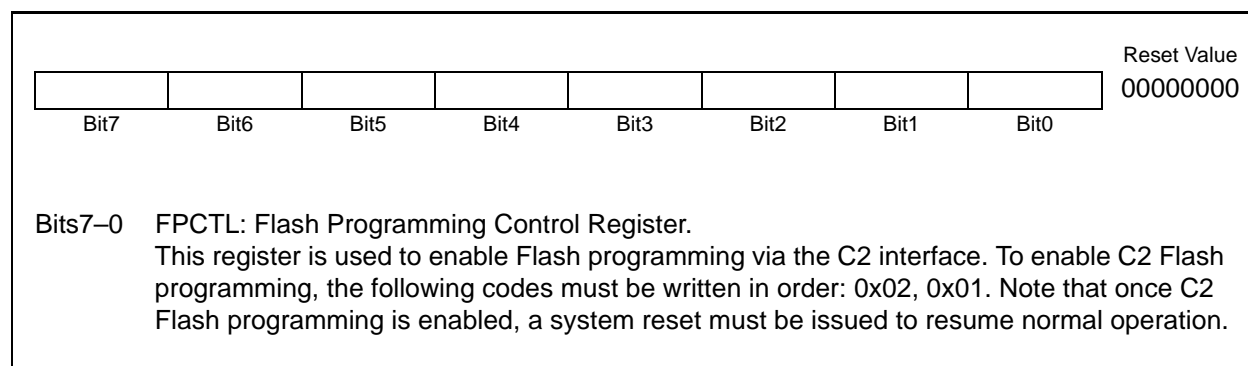 Reset Value
00000000
Bit7 Bit6 Bit5 Bit4 Bit3 Bit2 Bit1 Bit0
Bits7–0 FPCTL: Flash Programming Control Register.
This register is used to enable Flash programming via the C2 interface. To enable C2 Flash
programming, the following codes must be written in order: 0x02, 0x01. Note that once C2
Flash programming is enabled, a system reset must be issued to resume normal operation.